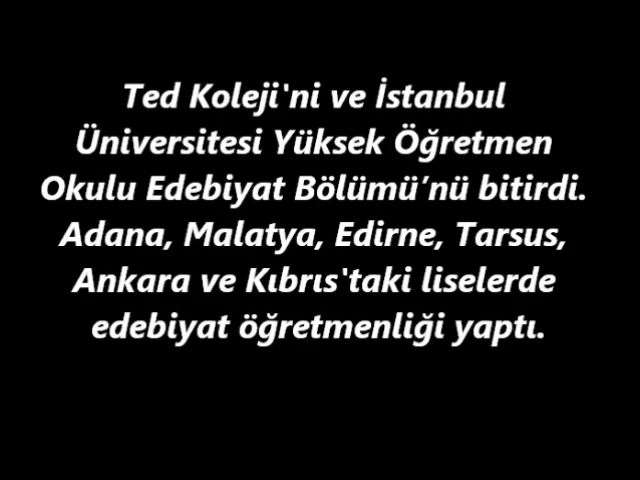 Ted Koleji'ni ve İstanbul
Üniversitesi Yüksek Öğretmen
Okulu Edebiyat Bölümü’nü bitirdi.
Adana, Malatya, Edirne, Tarsus,
Ankara ve Kıbrıs'taki liselerde
edebiyat öğretmenliği yaptı.